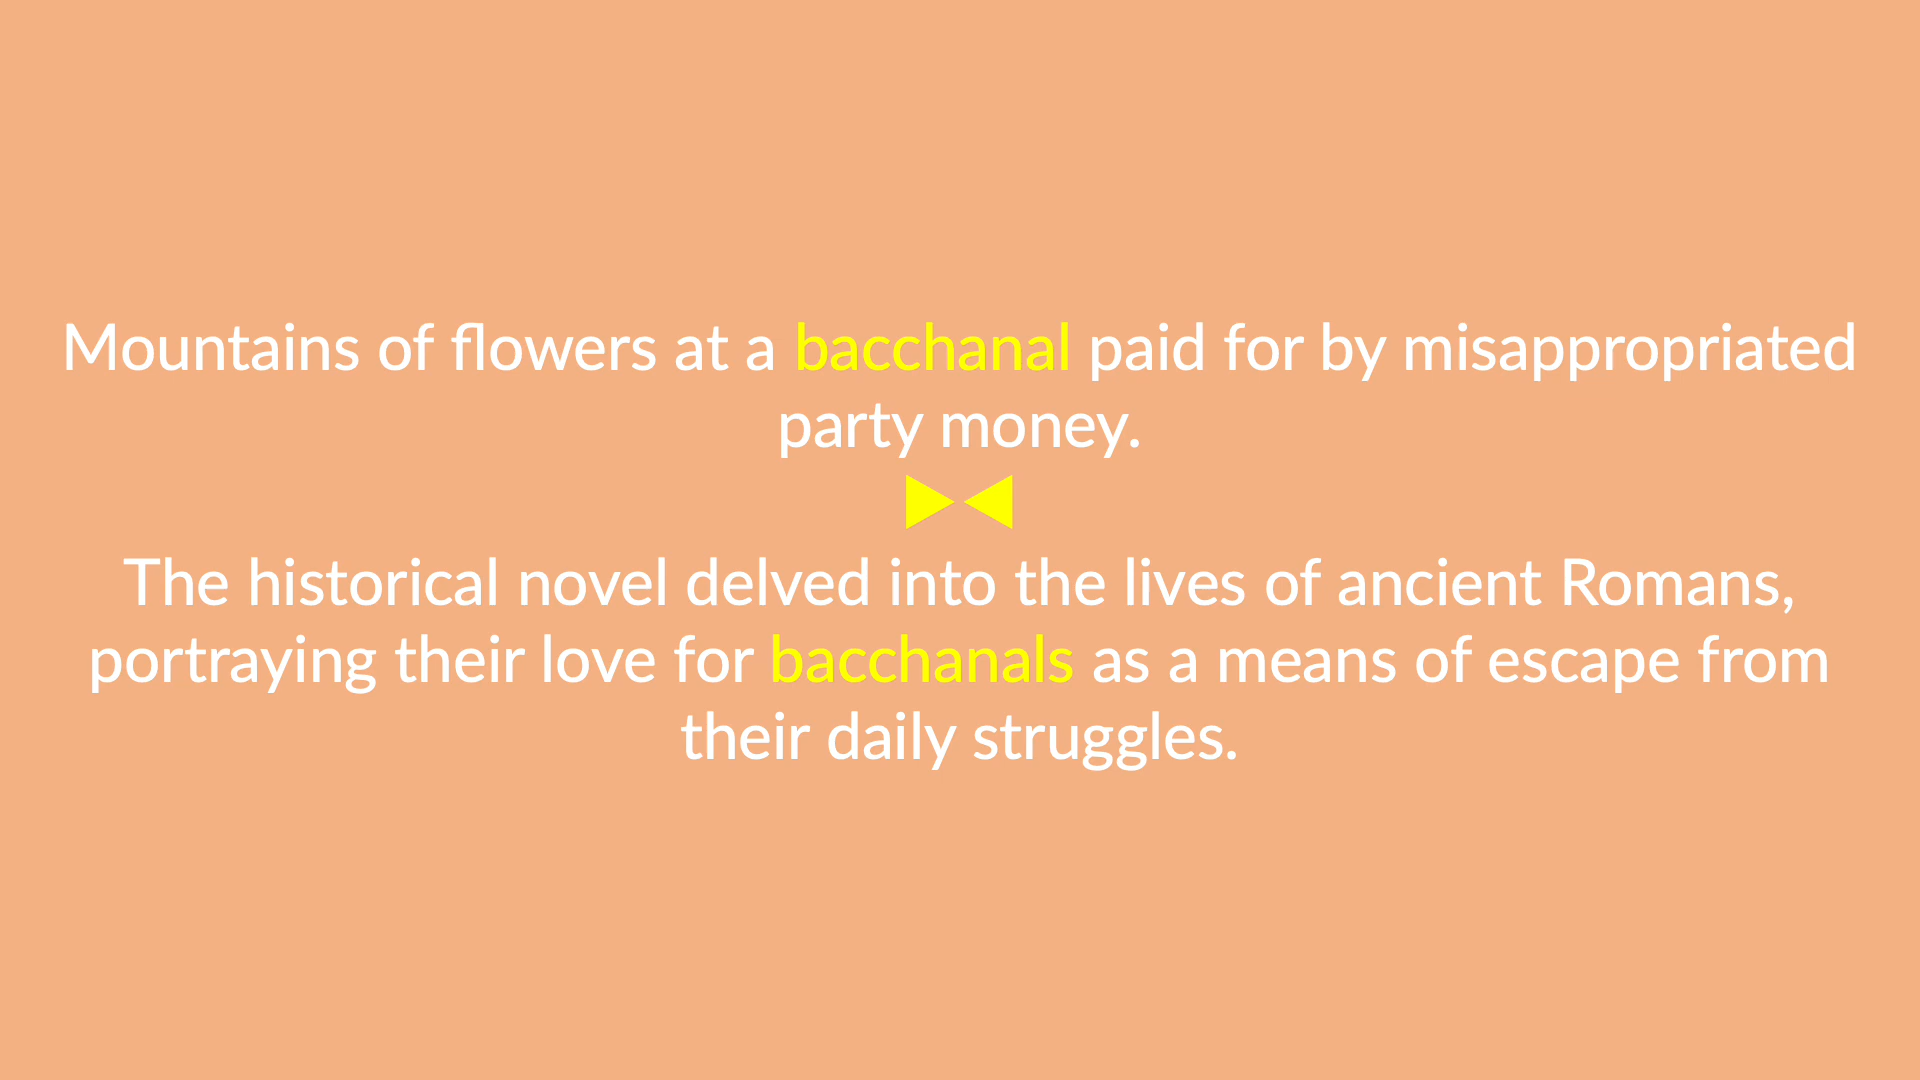 Mountains of flowers at a bacchanal paid for by misappropriated
party money.
The historical novel delved into the lives of ancient Romans,
portraying their love for bacchanals as a means of escape from
their daily struggles.